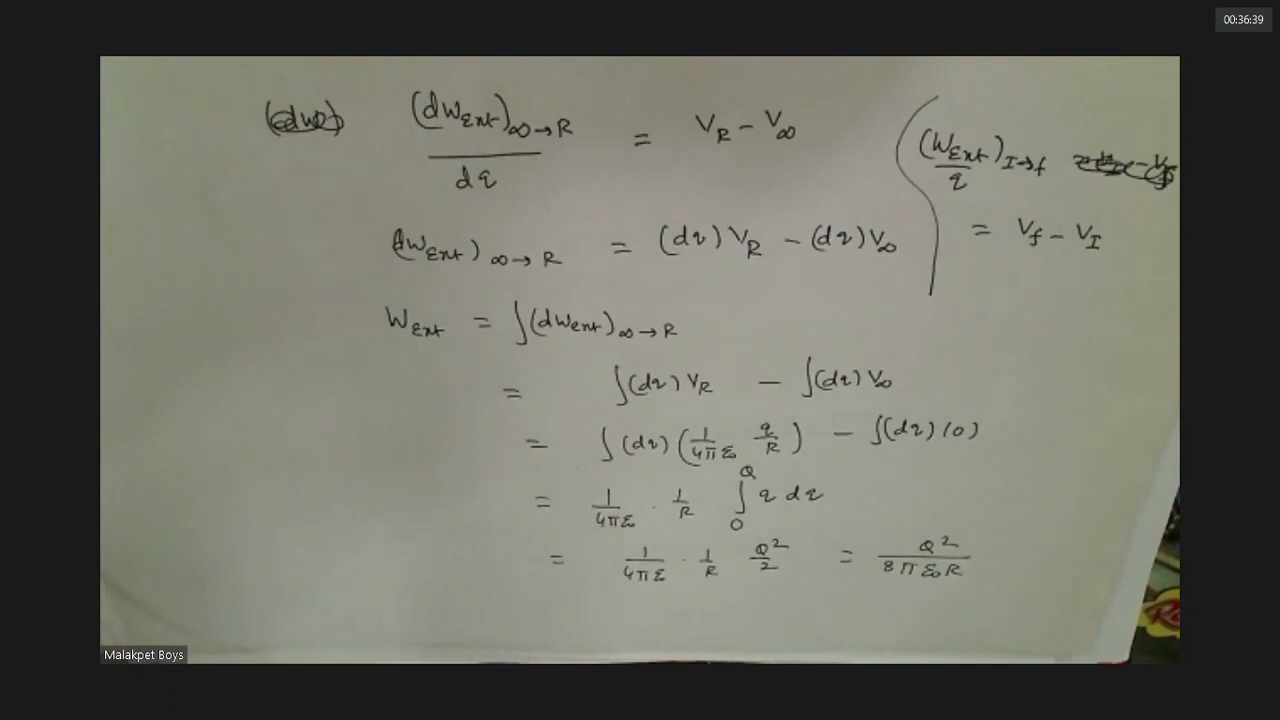 00:36:39
(dW_Ext)_∞→R / dq = V_R − V_∞
(dW_Ext)_∞→R = (dq) V_R − (dq) V_∞
W_Ext = ∫(dW_ext)_∞→R
= ∫(dq) V_R − ∫(dq) V_∞
= ∫(dq) (1/4πε₀ q/R) − ∫(dq) (0)
= 1/4πε · 1/R ∫₀^Q q dq
= 1/4πε · 1/R Q²/2 = Q²/8πε₀R
(W_Ext)_I→f / q
= V_f − V_I
Malakpet Boys